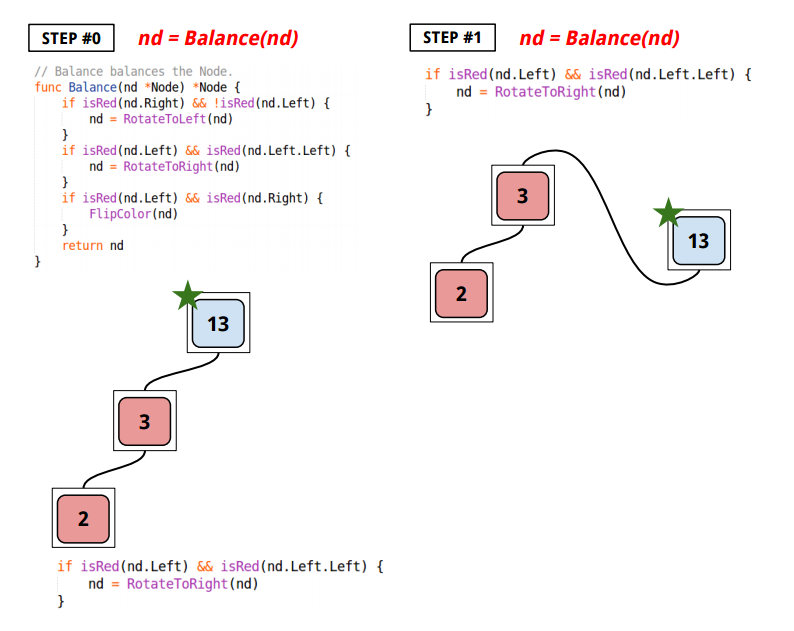 STEP #0
nd = Balance(nd)
// Balance balances the Node.
func Balance(nd *Node) *Node {
    if isRed(nd.Right) && !isRed(nd.Left) {
        nd = RotateToLeft(nd)
    }
    if isRed(nd.Left) && isRed(nd.Left.Left) {
        nd = RotateToRight(nd)
    }
    if isRed(nd.Left) && isRed(nd.Right) {
        FlipColor(nd)
    }
    return nd
}
13
3
2
if isRed(nd.Left) && isRed(nd.Left.Left) {
    nd = RotateToRight(nd)
}
STEP #1
nd = Balance(nd)
if isRed(nd.Left) && isRed(nd.Left.Left) {
    nd = RotateToRight(nd)
}
3
13
2